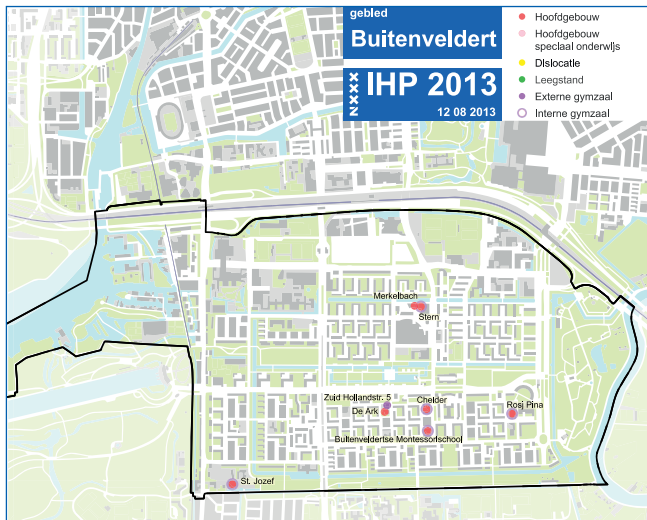 gebied
Buitenveldert
IHP 2013
12 08 2013
Hoofdgebouw
Hoofdgebouw
speciaal onderwijs
Dislocatie
Leegstand
Externe gymzaal
Interne gymzaal
Merkelbach
Stern
Zuid Hollandstr. 5
De Ark
Chelder
Rosj Pina
Buitenveldertse Montessorischool
St. Jozef